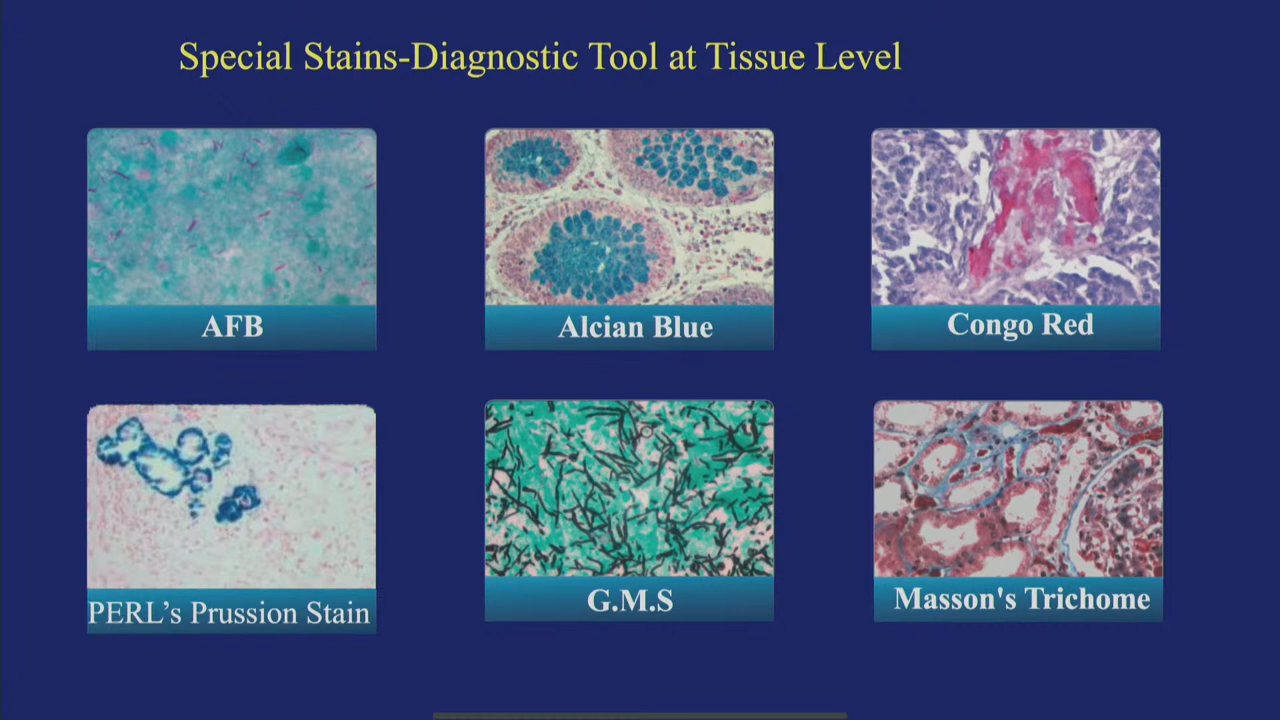 Special Stains-Diagnostic Tool at Tissue Level
AFB
Alcian Blue
Congo Red
PERL’s Prussion Stain
G.M.S
Masson's Trichome